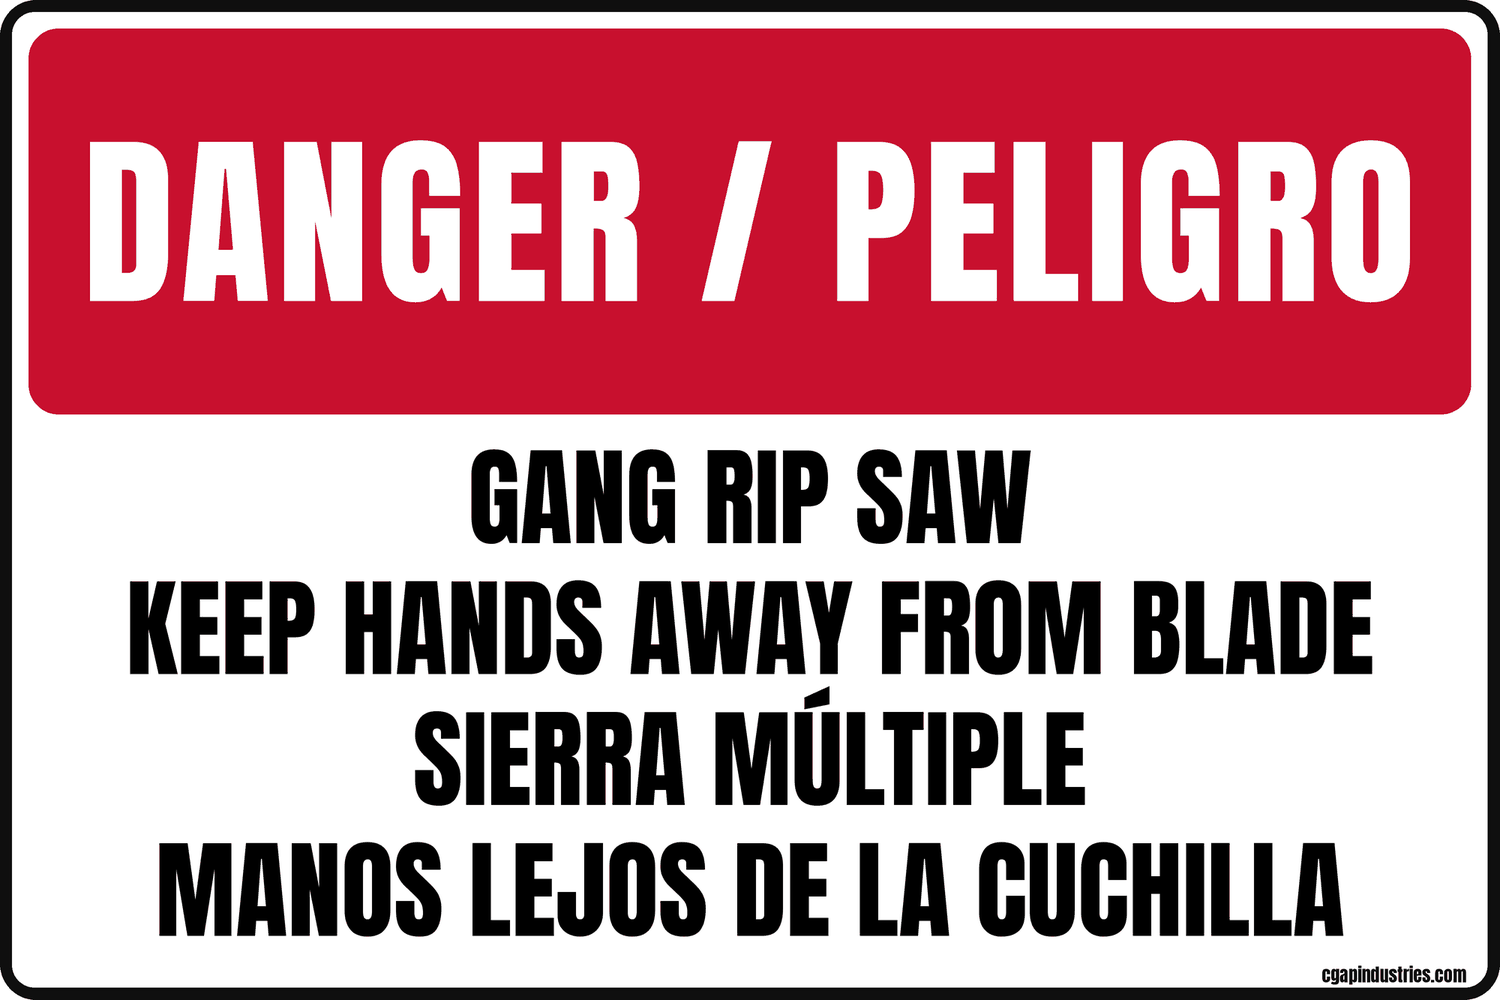 DANGER / PELIGRO
GANG RIP SAW
KEEP HANDS AWAY FROM BLADE
SIERRA MÚLTIPLE
MANOS LEJOS DE LA CUCHILLA
cgapindustries.com